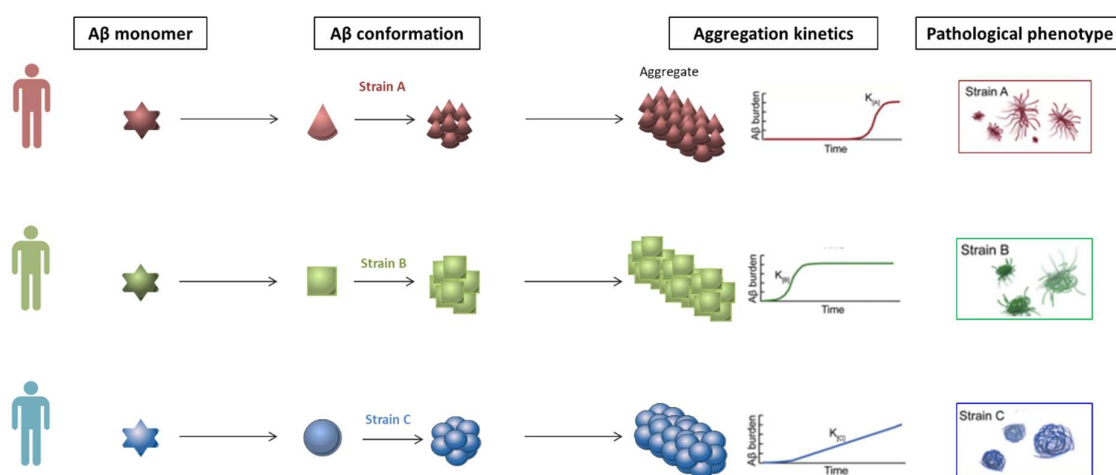 Aβ monomer
Aβ conformation
Aggregation kinetics
Pathological phenotype
Strain A
Aggregate
K[A]
Aβ burden
Time
Strain A
Strain B
K[B]
Aβ burden
Time
Strain B
Strain C
K[C]
Aβ burden
Time
Strain C